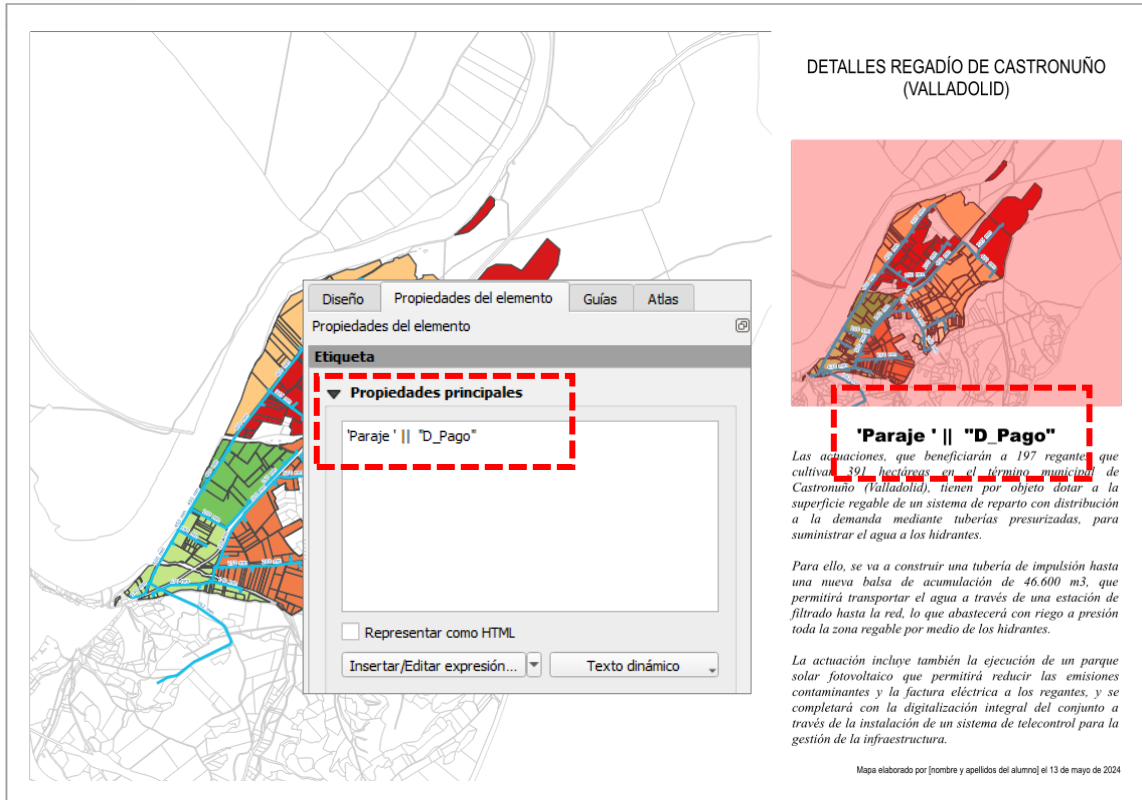 DETALLES REGADÍO DE CASTRONUÑO
(VALLADOLID)
Diseño
Propiedades del elemento
Guías
Atlas
Propiedades del elemento
Etiqueta
Propiedades principales
'Paraje ' || "D_Pago"
Representar como HTML
Insertar/Editar expresión...
Texto dinámico
'Paraje ' || "D_Pago"
Las actuaciones, que beneficiarán a 197 regantes que
cultivan 391 hectáreas en el término municipal de
Castronuño (Valladolid), tienen por objeto dotar a la
superficie regable de un sistema de reparto con distribución
a la demanda mediante tuberías presurizadas, para
suministrar el agua a los hidrantes.
Para ello, se va a construir una tubería de impulsión hasta
una nueva balsa de acumulación de 46.600 m3, que
permitirá transportar el agua a través de una estación de
filtrado hasta la red, lo que abastecerá con riego a presión
toda la zona regable por medio de los hidrantes.
La actuación incluye también la ejecución de un parque
solar fotovoltaico que permitirá reducir las emisiones
contaminantes y la factura eléctrica a los regantes, y se
completará con la digitalización integral del conjunto a
través de la instalación de un sistema de telecontrol para la
gestión de la infraestructura.
Mapa elaborado por [nombre y apellidos del alumno] el 13 de mayo de 2024